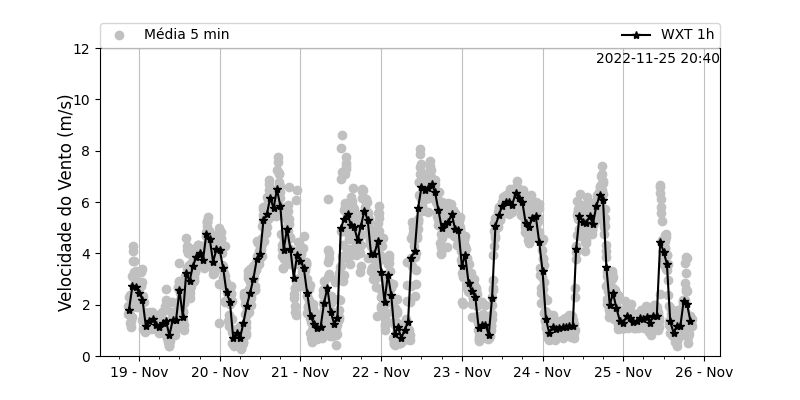 Média 5 min
WXT 1h
2022-11-25 20:40
Velocidade do Vento (m/s)
12
10
8
6
4
2
0
19 - Nov 20 - Nov 21 - Nov 22 - Nov 23 - Nov 24 - Nov 25 - Nov 26 - Nov